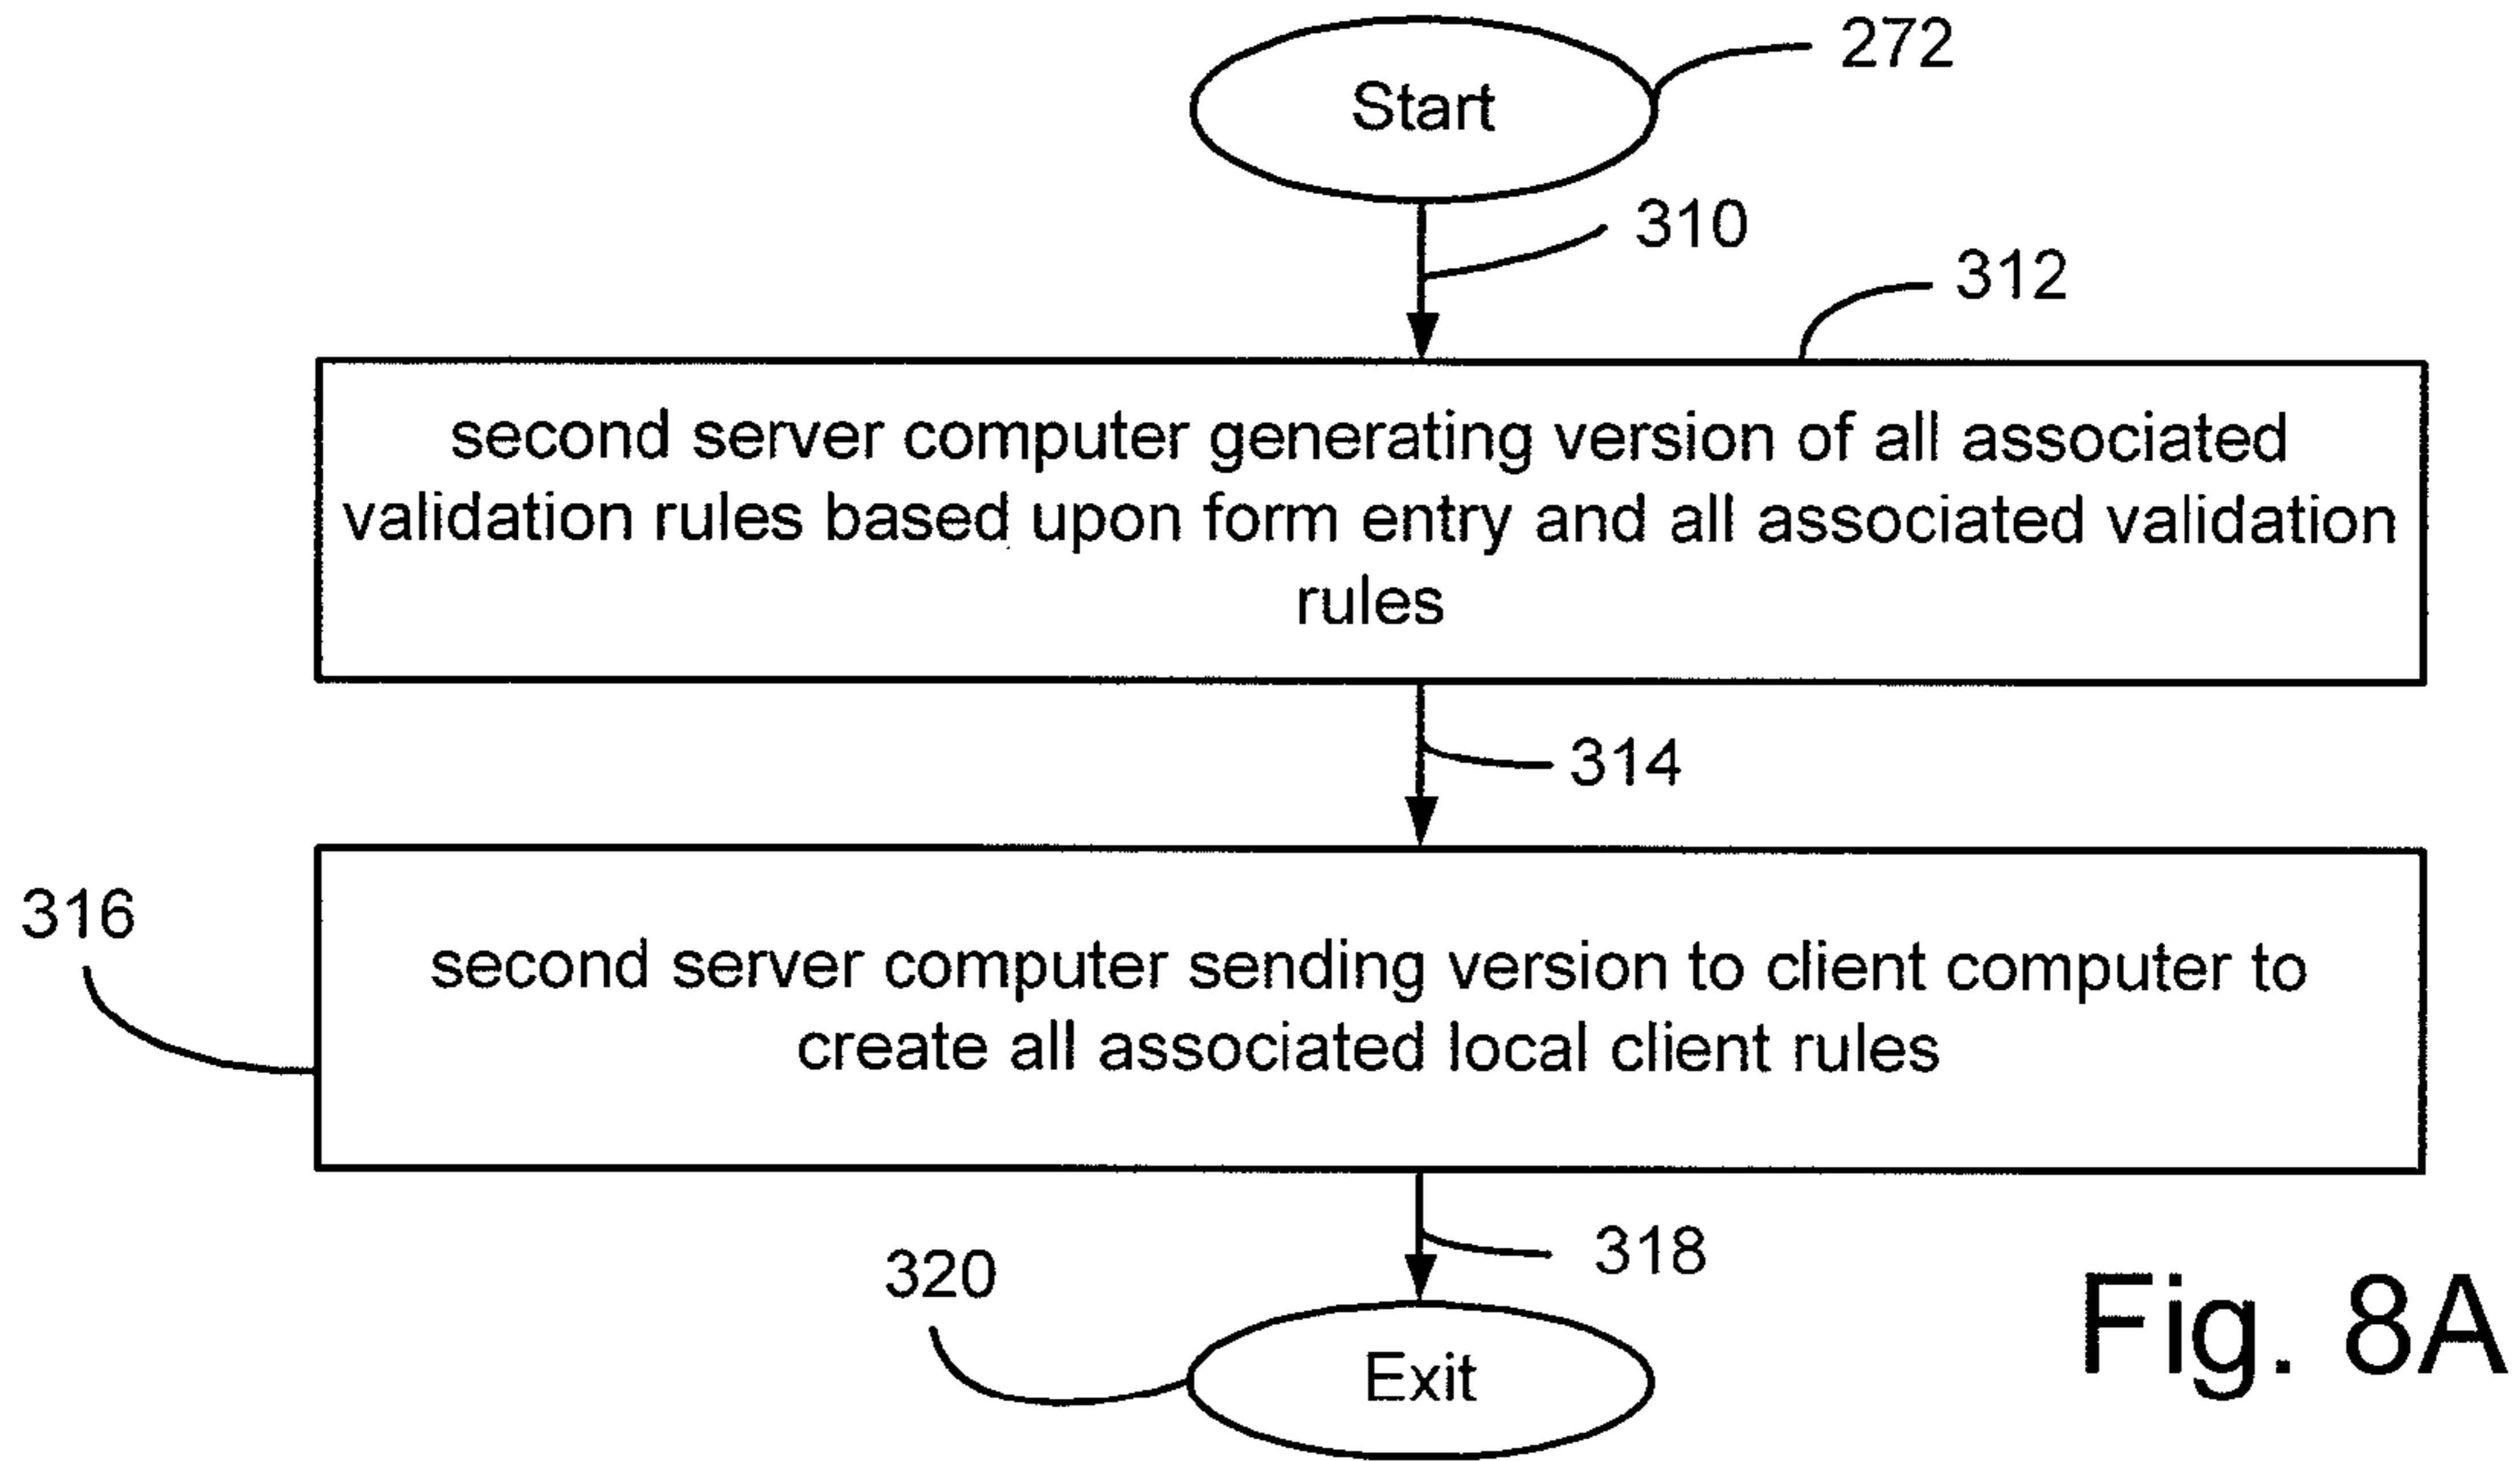 Start
272
310
312
second server computer generating version of all associated
validation rules based upon form entry and all associated validation
rules
314
316
second server computer sending version to client computer to
create all associated local client rules
318
320
Exit
Fig. 8A